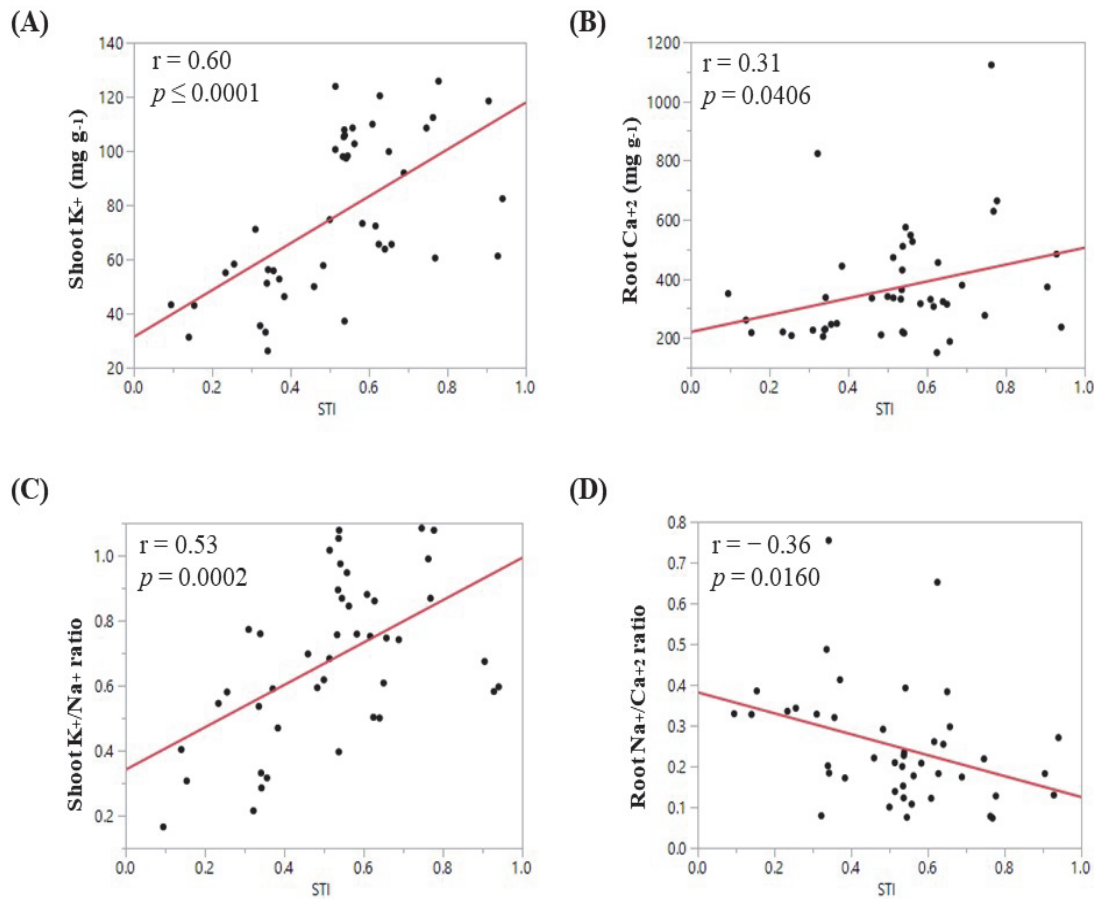 (A)
r = 0.60
p ≤ 0.0001
Shoot K+ (mg g-1)
140
120
100
80
60
40
20
0.0 0.2 0.4 0.6 0.8 1.0
STI
(B)
r = 0.31
p = 0.0406
Root Ca+2 (mg g-1)
1200
1000
800
600
400
200
0.0 0.2 0.4 0.6 0.8 1.0
STI
(C)
r = 0.53
p = 0.0002
Shoot K+/Na+ ratio
1.0
0.8
0.6
0.4
0.2
0.0 0.2 0.4 0.6 0.8 1.0
STI
(D)
r = − 0.36
p = 0.0160
Root Na+/Ca+2 ratio
0.8
0.7
0.6
0.5
0.4
0.3
0.2
0.1
0.0
0.0 0.2 0.4 0.6 0.8 1.0
STI